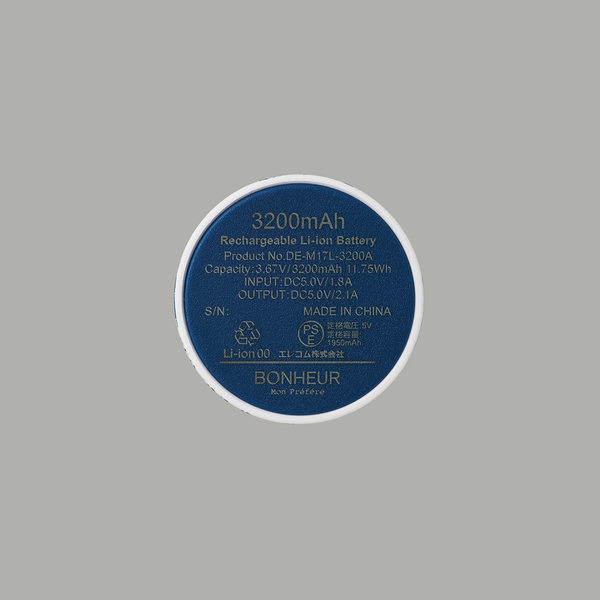 3200mAh
Rechargeable Li-ion Battery
Product No.DE-M17L-3200A
Capacity:3.67V/3200mAh 11.75Wh
INPUT:DC5.0V/1.8A
OUTPUT:DC5.0V/2.1A
S/N: MADE IN CHINA
PSE
定格電圧:5V
定格容量:
1950mAh
Li-ion 00 エレコム株式会社
BONHEUR
Mon Préféré